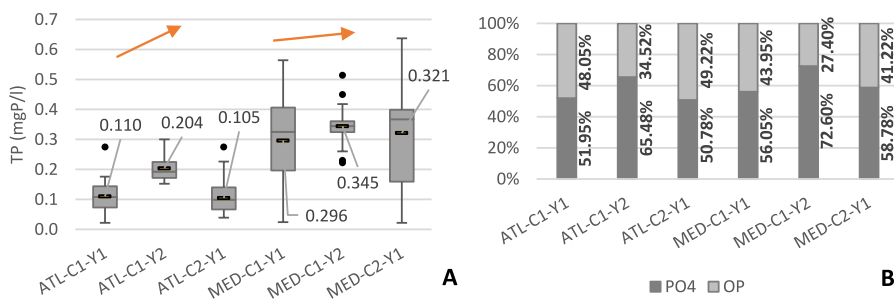 0.7
0.6
0.5
0.4
0.3
0.2
0.1
0.0
TP (mgP/l)
0.110
0.204
0.105
0.296
0.345
0.321
ATL-C1-Y1
ATL-C1-Y2
ATL-C2-Y1
MED-C1-Y1
MED-C1-Y2
MED-C2-Y1
A
100%
80%
60%
40%
20%
0%
48.05%
51.95%
34.52%
65.48%
49.22%
50.78%
43.95%
56.05%
27.40%
72.60%
41.22%
58.78%
ATL-C1-Y1
ATL-C1-Y2
ATL-C2-Y1
MED-C1-Y1
MED-C1-Y2
MED-C2-Y1
PO4 OP
B